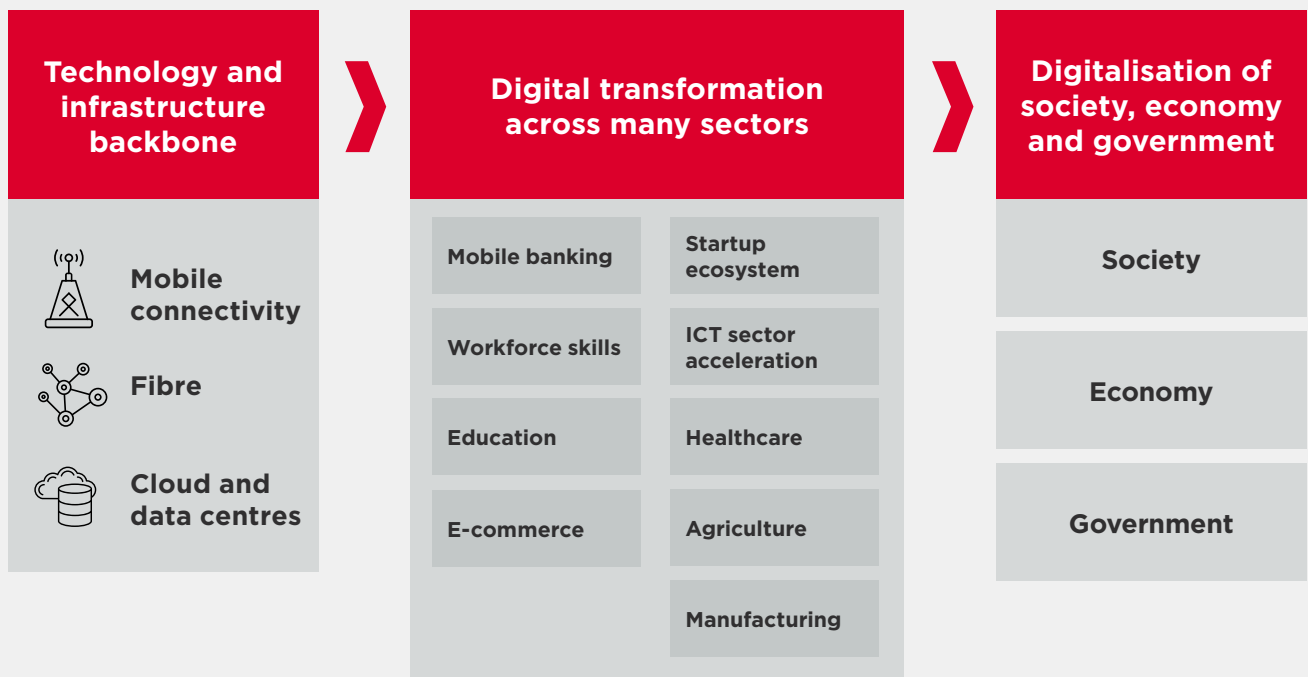 Technology and
infrastructure
backbone
Mobile
connectivity
Fibre
Cloud and
data centres
Digital transformation
across many sectors
Mobile banking
Workforce skills
Education
E-commerce
Startup
ecosystem
ICT sector
acceleration
Healthcare
Agriculture
Manufacturing
Digitalisation of
society, economy
and government
Society
Economy
Government